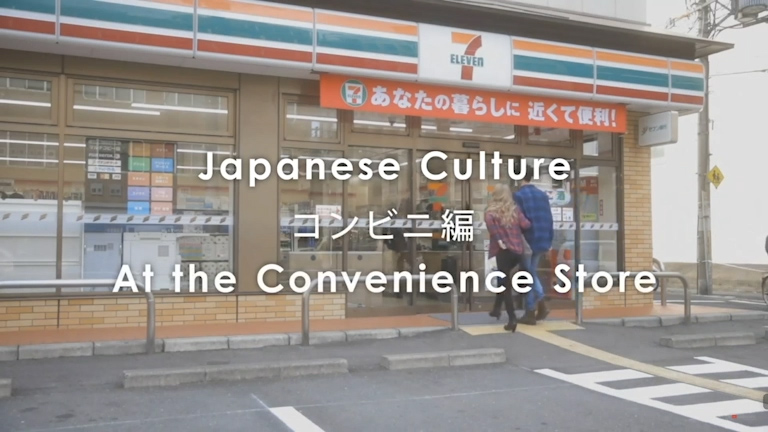 7
ELEVEN
あなたの暮らしに 近くて便利!
Japanese Culture
コンビニ編
At the Convenience Store